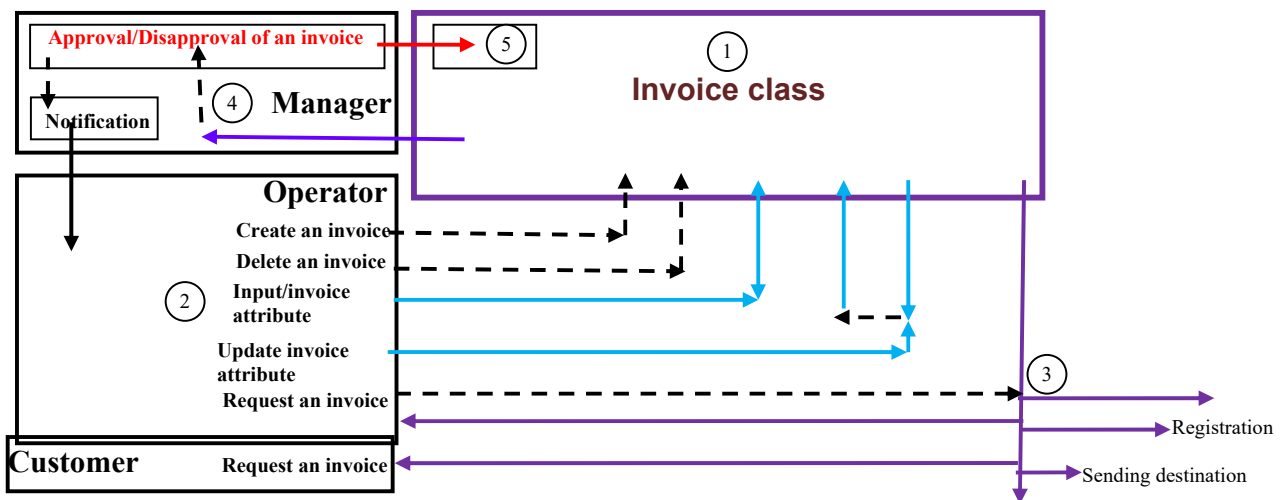 Approval/Disapproval of an invoice
5
1
Invoice class
4
Manager
Notification
Operator
Create an invoice
Delete an invoice
2
Input/invoice
attribute
Update invoice
attribute
3
Request an invoice
Registration
Customer
Request an invoice
Sending destination